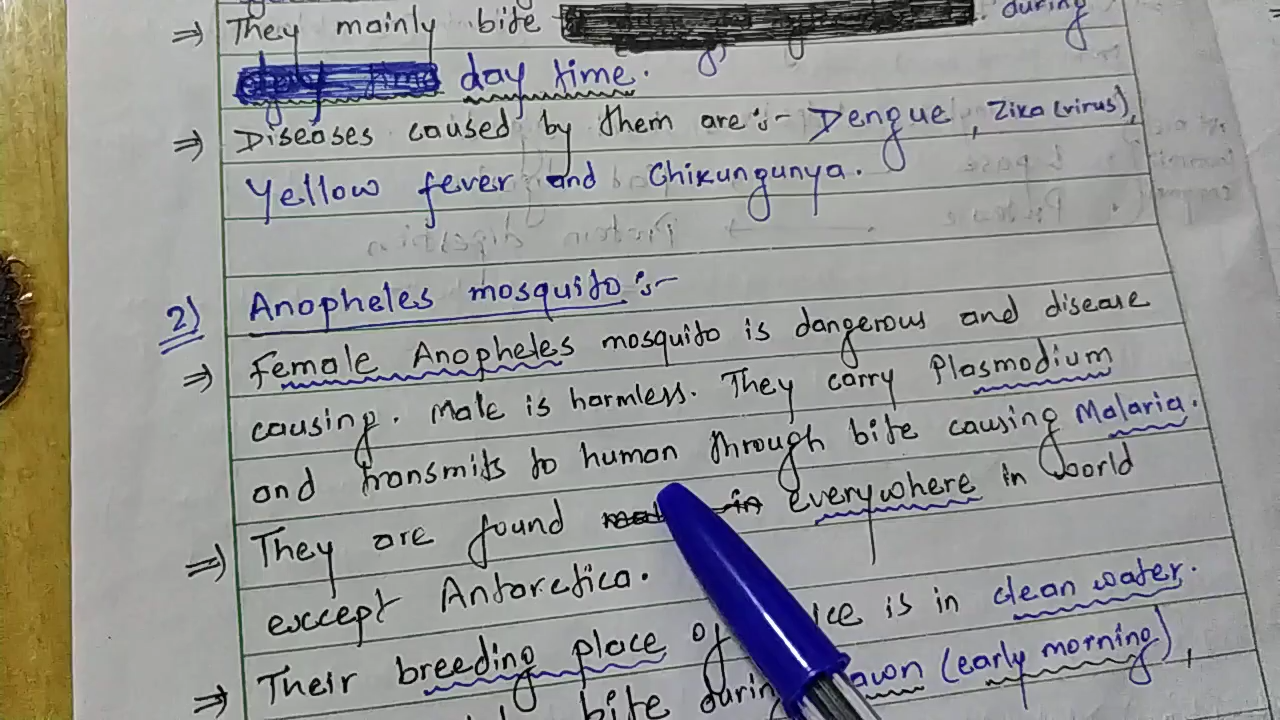 ⇒ They mainly bite during
day time.
⇒ Diseases caused by them are:- Dengue, Zika (virus),
Yellow fever and Chikungunya.
2) Anopheles mosquito:-
⇒ Female Anopheles mosquito is dangerous and disease
causing. Male is harmless. They carry Plasmodium
and transmits to human through bite causing Malaria.
⇒ They are found everywhere in world
except Antarctica.
⇒ Their breeding place of is in clean water.
bite during (early morning),